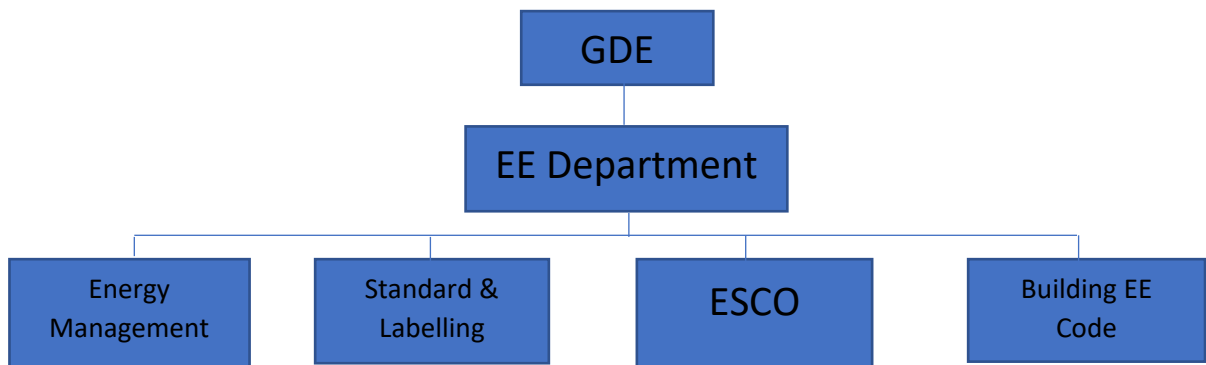 GDE
EE Department
Energy
Management
Standard &
Labelling
ESCO
Building EE
Code